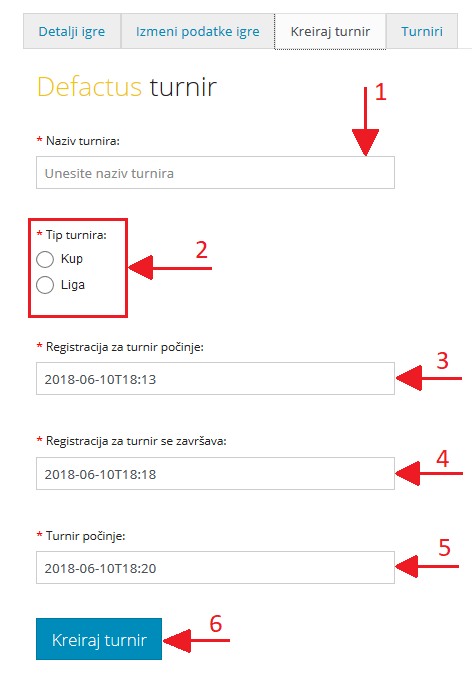 Detalji igre Izmeni podatke igre Kreiraj turnir Turniri
Defactus turnir
1
* Naziv turnira:
Unesite naziv turnira
* Tip turnira:
2
Kup
Liga
* Registracija za turnir počinje:
3
2018-06-10T18:13
* Registracija za turnir se završava:
4
2018-06-10T18:18
* Turnir počinje:
5
2018-06-10T18:20
6
Kreiraj turnir